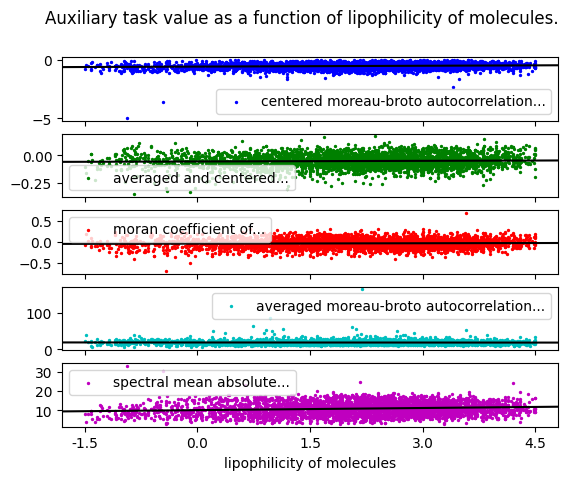 Auxiliary task value as a function of lipophilicity of molecules.
0
−5
centered moreau-broto autocorrelation...
0.00
−0.25
averaged and centered...
0.5
0.0
−0.5
moran coefficient of...
100
0
averaged moreau-broto autocorrelation...
30
20
10
spectral mean absolute...
-1.5 0.0 1.5 3.0 4.5
lipophilicity of molecules